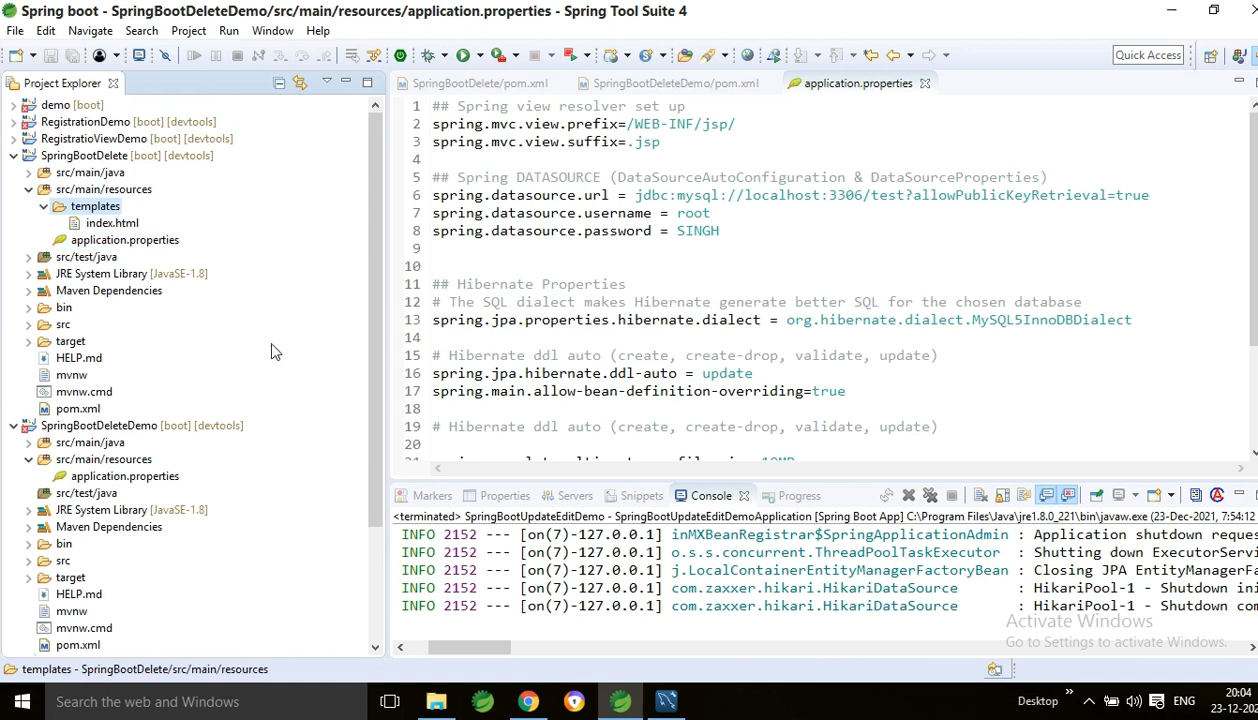 Spring boot - SpringBootDeleteDemo/src/main/resources/application.properties - Spring Tool Suite 4
File Edit Navigate Search Project Run Window Help
Quick Access
Project Explorer
demo [boot]
RegistrationDemo [boot] [devtools]
RegistratioViewDemo [boot] [devtools]
SpringBootDelete [boot] [devtools]
src/main/java
src/main/resources
templates
index.html
application.properties
src/test/java
JRE System Library [JavaSE-1.8]
Maven Dependencies
bin
src
target
HELP.md
mvnw
mvnw.cmd
pom.xml
SpringBootDeleteDemo [boot] [devtools]
src/main/java
src/main/resources
application.properties
src/test/java
JRE System Library [JavaSE-1.8]
Maven Dependencies
bin
src
target
HELP.md
mvnw
mvnw.cmd
pom.xml
SpringBootDelete/pom.xml SpringBootDeleteDemo/pom.xml application.properties
1 ## Spring view resolver set up
2 spring.mvc.view.prefix=/WEB-INF/jsp/
3 spring.mvc.view.suffix=.jsp
4
5 ## Spring DATASOURCE (DataSourceAutoConfiguration & DataSourceProperties)
6 spring.datasource.url = jdbc:mysql://localhost:3306/test?allowPublicKeyRetrieval=true
7 spring.datasource.username = root
8 spring.datasource.password = SINGH
9
10
11 ## Hibernate Properties
12 # The SQL dialect makes Hibernate generate better SQL for the chosen database
13 spring.jpa.properties.hibernate.dialect = org.hibernate.dialect.MySQL5InnoDBDialect
14
15 # Hibernate ddl auto (create, create-drop, validate, update)
16 spring.jpa.hibernate.ddl-auto = update
17 spring.main.allow-bean-definition-overriding=true
18
19 # Hibernate ddl auto (create, create-drop, validate, update)
20
Markers Properties Servers Snippets Console Progress
<terminated> SpringBootUpdateEditDemo - SpringBootUpdateEditDemoApplication [Spring Boot App] C:\Program Files\Java\jre1.8.0_221\bin\javaw.exe (23-Dec-2021, 7:54:12
INFO 2152 --- [on(7)-127.0.0.1] inMXBeanRegistrar$SpringApplicationAdmin : Application shutdown reques
INFO 2152 --- [on(7)-127.0.0.1] o.s.s.concurrent.ThreadPoolTaskExecutor : Shutting down ExecutorServi
INFO 2152 --- [on(7)-127.0.0.1] j.LocalContainerEntityManagerFactoryBean : Closing JPA EntityManagerFa
INFO 2152 --- [on(7)-127.0.0.1] com.zaxxer.hikari.HikariDataSource : HikariPool-1 - Shutdown ini
INFO 2152 --- [on(7)-127.0.0.1] com.zaxxer.hikari.HikariDataSource : HikariPool-1 - Shutdown com
Activate Windows
Go to Settings to activate Windows.
templates - SpringBootDelete/src/main/resources
Search the web and Windows
Desktop
ENG
20:04
23-12-202